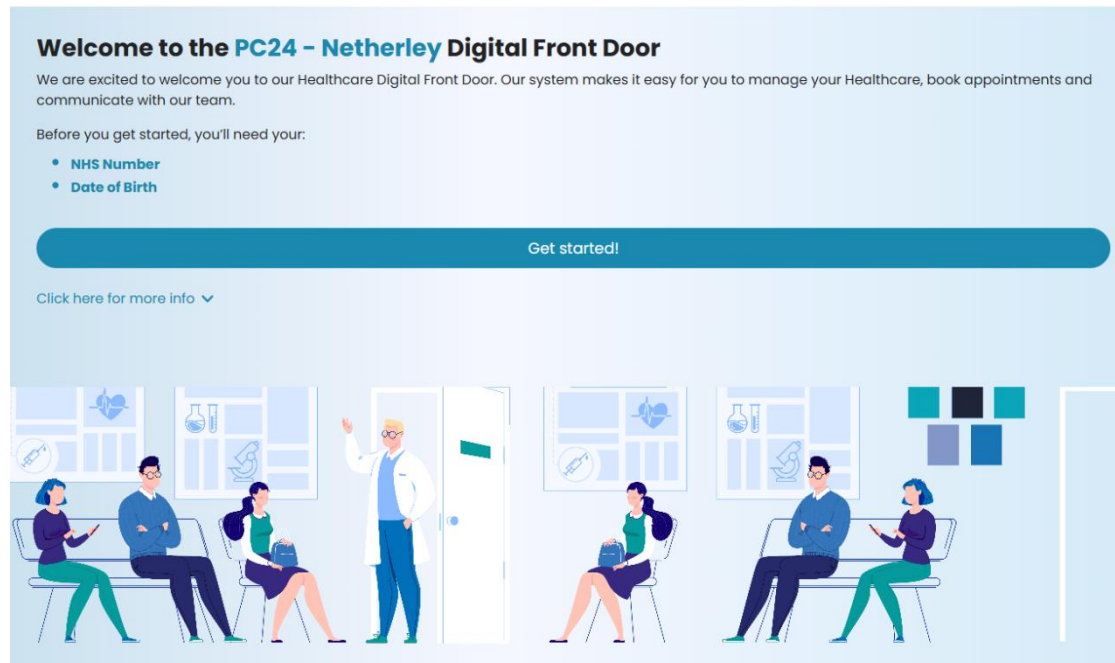 Welcome to the PC24 - Netherley Digital Front Door
We are excited to welcome you to our Healthcare Digital Front Door. Our system makes it easy for you to manage your Healthcare, book appointments and
communicate with our team.
Before you get started, you'll need your:
• NHS Number
• Date of Birth
Get started!
Click here for more info